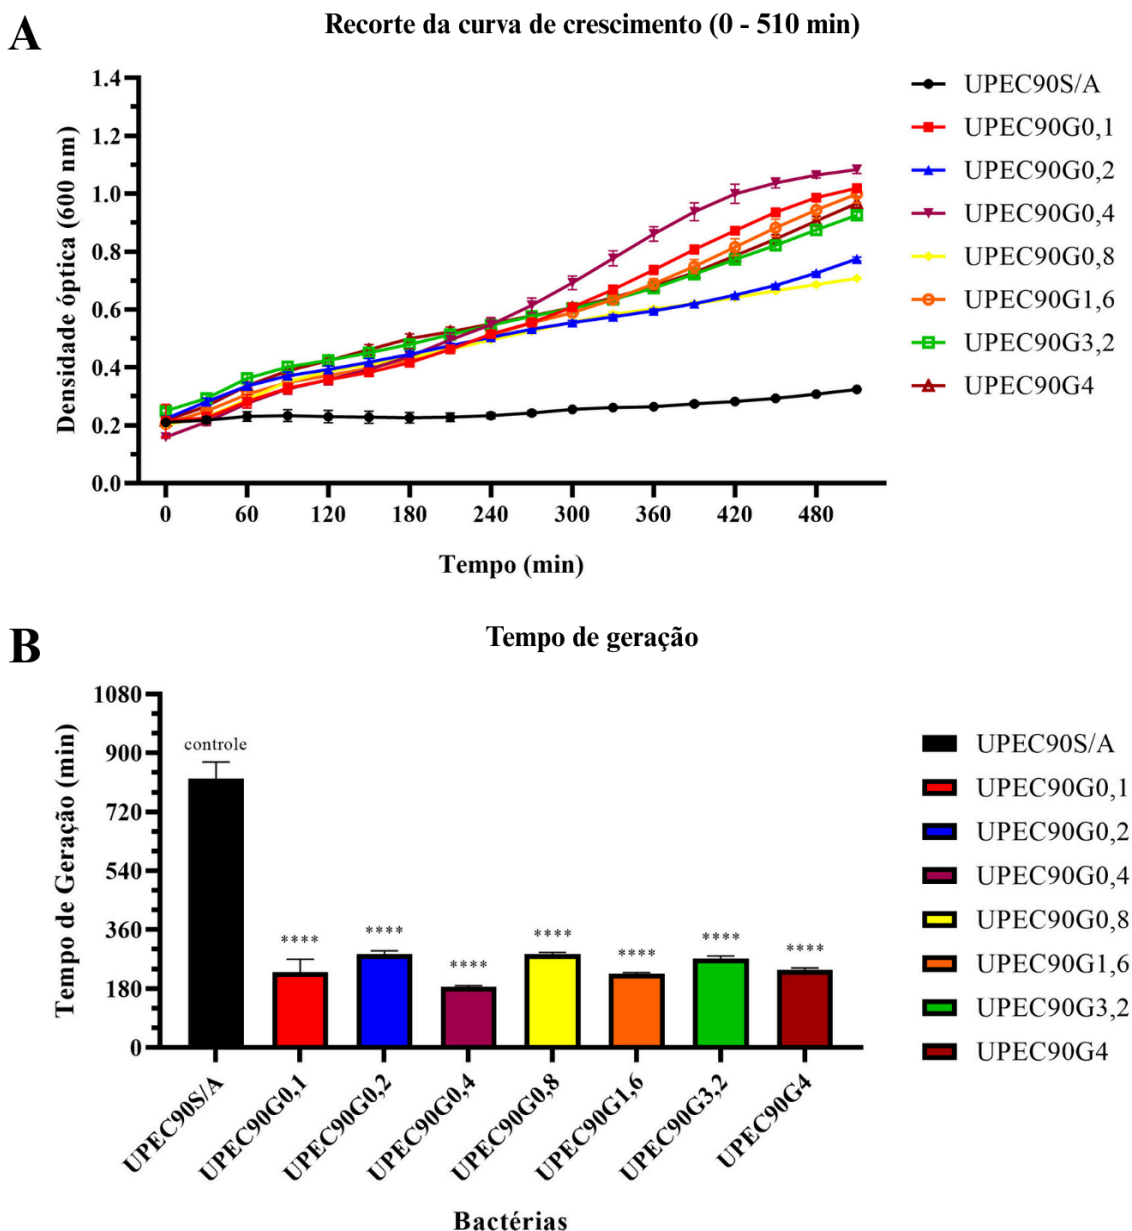 A
Recorte da curva de crescimento (0 - 510 min)
Densidade óptica (600 nm)
1.4
1.2
1.0
0.8
0.6
0.4
0.2
0.0
0 60 120 180 240 300 360 420 480
Tempo (min)
UPEC90S/A
UPEC90G0,1
UPEC90G0,2
UPEC90G0,4
UPEC90G0,8
UPEC90G1,6
UPEC90G3,2
UPEC90G4
B
Tempo de geração
Tempo de Geração (min)
1080
900
720
540
360
180
0
controle
****
****
****
****
****
****
****
UPEC90S/A
UPEC90G0,1
UPEC90G0,2
UPEC90G0,4
UPEC90G0,8
UPEC90G1,6
UPEC90G3,2
UPEC90G4
Bactérias
UPEC90S/A
UPEC90G0,1
UPEC90G0,2
UPEC90G0,4
UPEC90G0,8
UPEC90G1,6
UPEC90G3,2
UPEC90G4